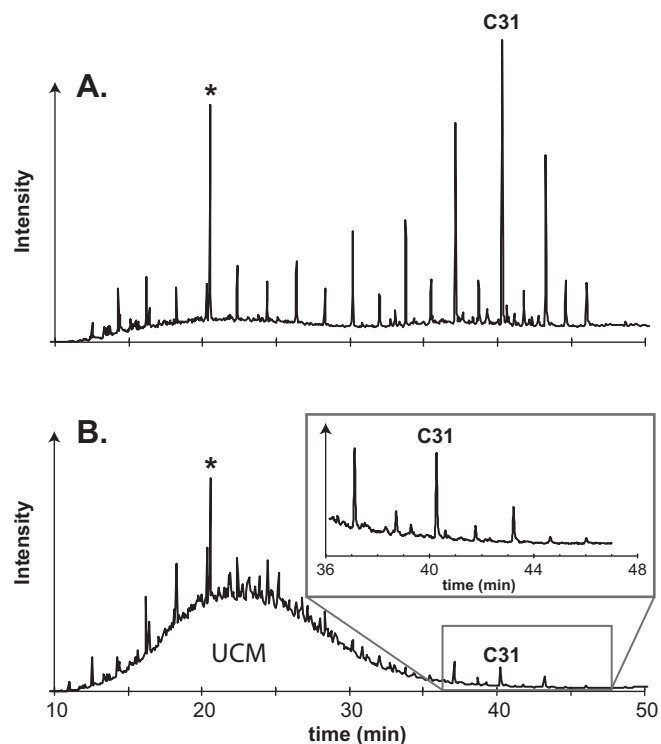 C31
A.
*
Intensity
B.
*
Intensity
UCM
C31
36 40 44 48
time (min)
C31
10 20 30 40 50
time (min)